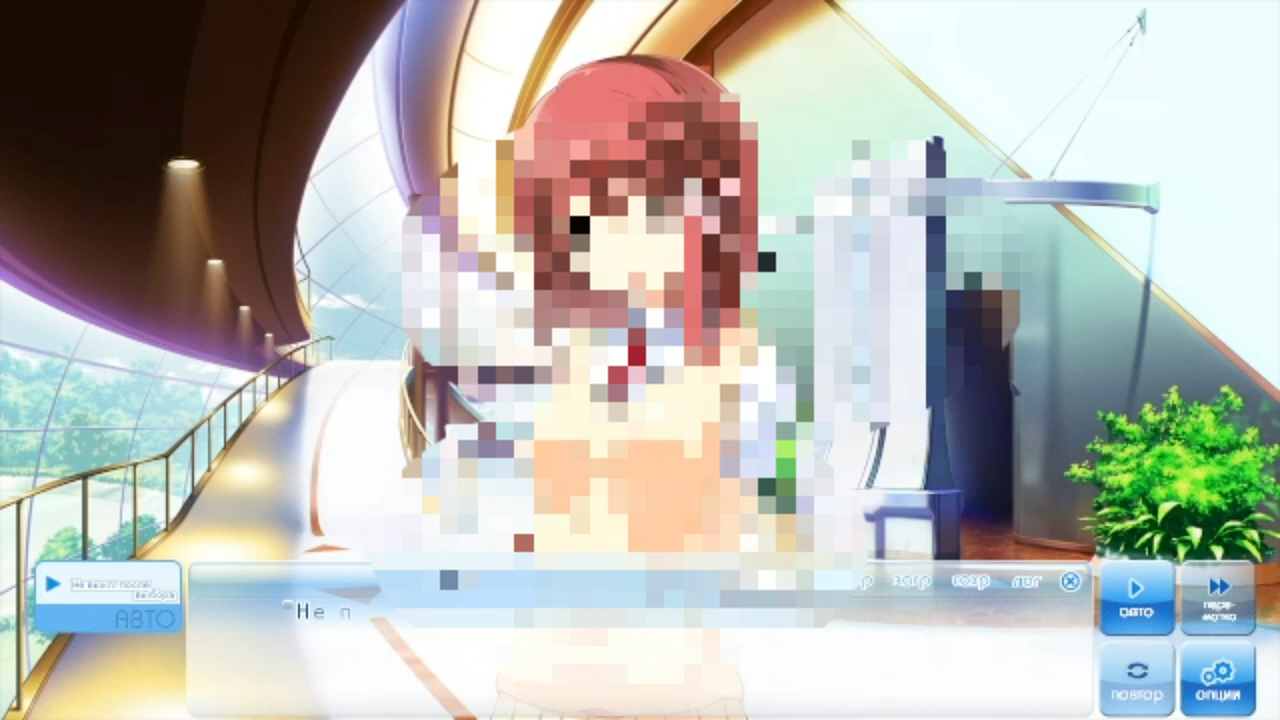 загр сохр лог
Не выкл. после
выбора
АВТО
"Не п
авто
пере-
мотка
повтор
опции